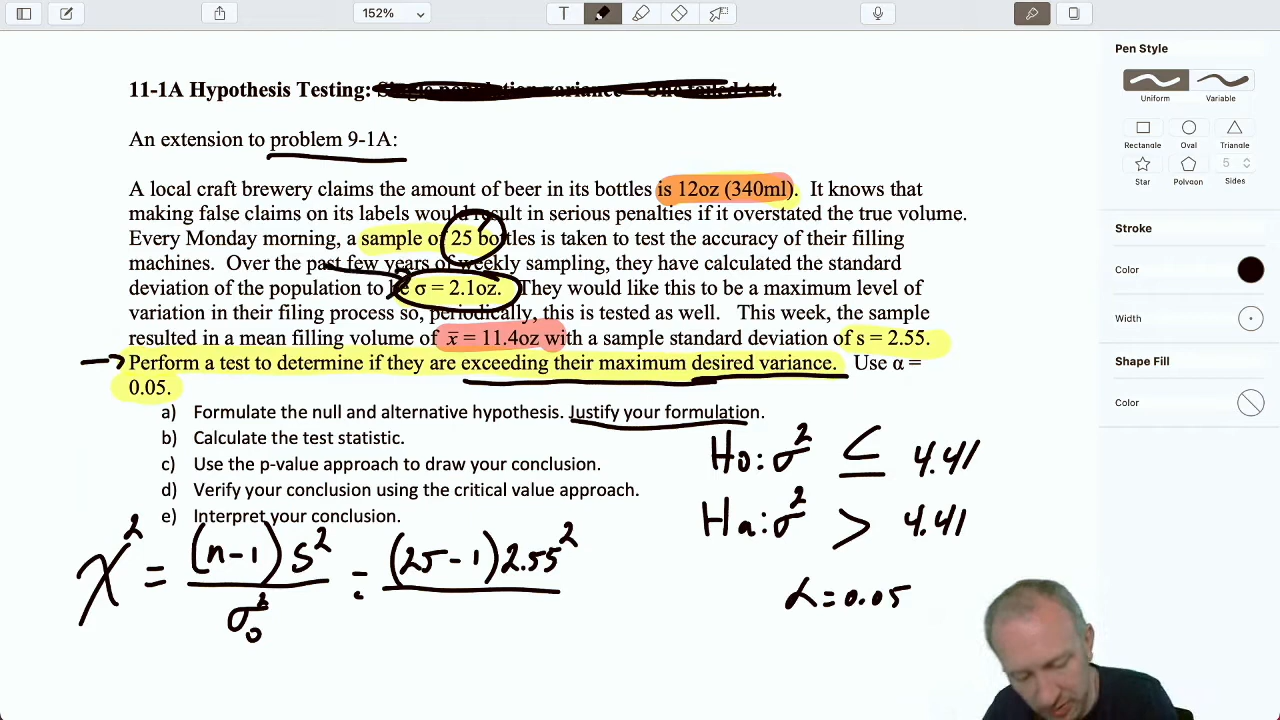 152%
T
Pen Style
Uniform Variable
Rectangle Oval Triangle
5
Star Polygon Sides
Stroke
Color
Width
Shape Fill
Color
11-1A Hypothesis Testing: Single population variance – One tailed test.
An extension to problem 9-1A:
A local craft brewery claims the amount of beer in its bottles is 12oz (340ml). It knows that
making false claims on its labels would result in serious penalties if it overstated the true volume.
Every Monday morning, a sample of 25 bottles is taken to test the accuracy of their filling
machines. Over the past few years of weekly sampling, they have calculated the standard
deviation of the population to be σ = 2.1oz. They would like this to be a maximum level of
variation in their filing process so, periodically, this is tested as well. This week, the sample
resulted in a mean filling volume of x̅ = 11.4oz with a sample standard deviation of s = 2.55.
Perform a test to determine if they are exceeding their maximum desired variance. Use α =
0.05.
a) Formulate the null and alternative hypothesis. Justify your formulation.
b) Calculate the test statistic.
c) Use the p-value approach to draw your conclusion.
d) Verify your conclusion using the critical value approach.
e) Interpret your conclusion.
Ho: σ² ≤ 4.41
Ha: σ² > 4.41
α = 0.05
χ² = (n-1) S² / σ₀² = (25-1) 2.55²